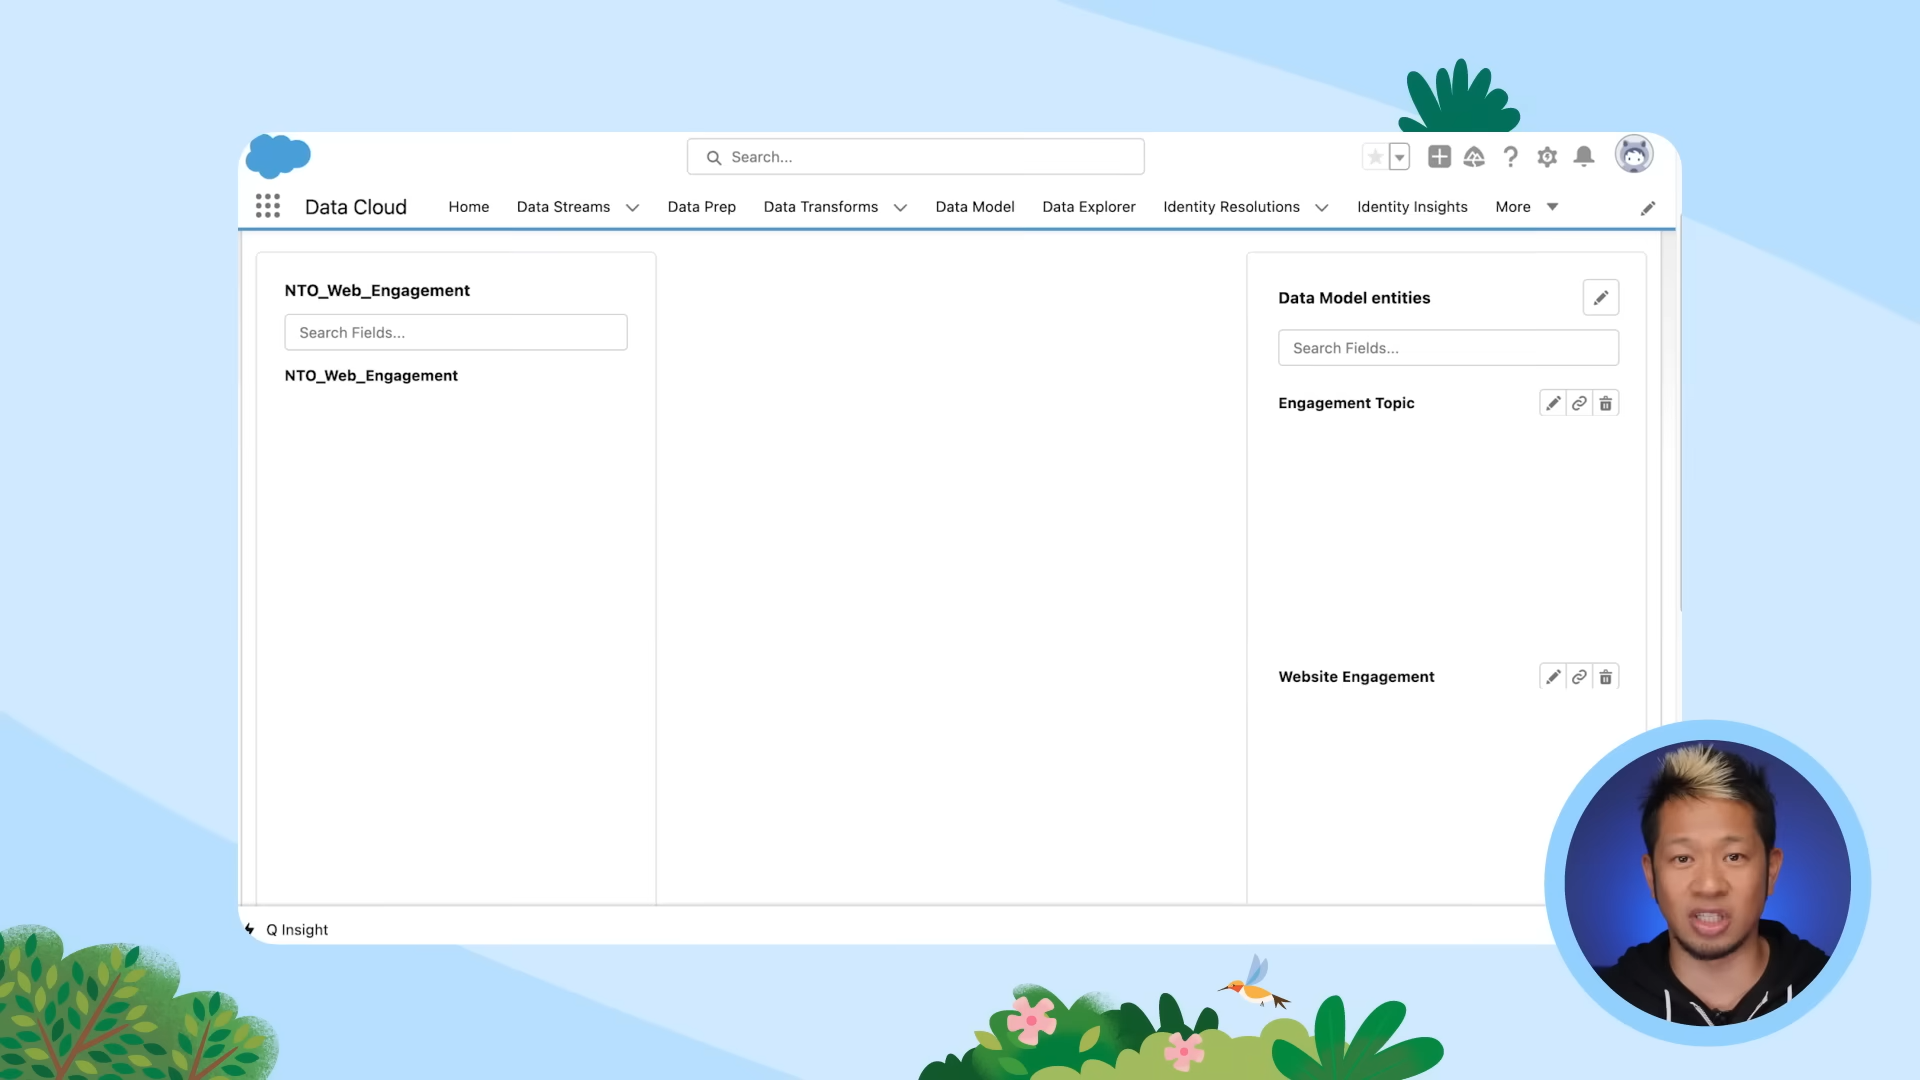 Search...
Data Cloud
Home
Data Streams
Data Prep
Data Transforms
Data Model
Data Explorer
Identity Resolutions
Identity Insights
More
NTO_Web_Engagement
Search Fields...
NTO_Web_Engagement
Data Model entities
Search Fields...
Engagement Topic
Website Engagement
Q Insight